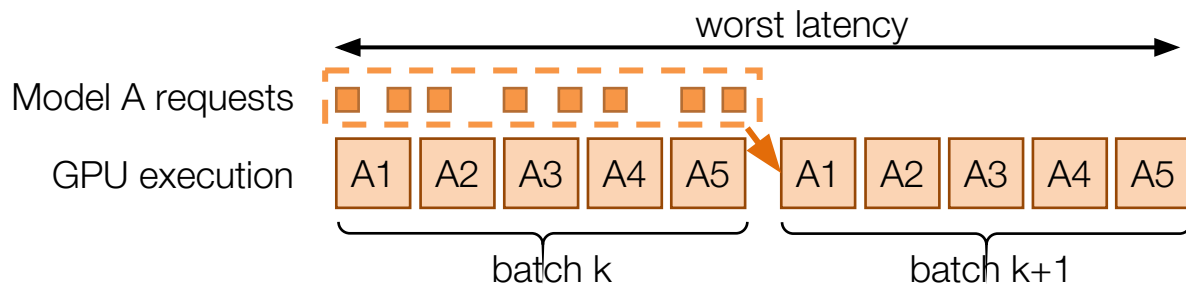 worst latency
Model A requests
GPU execution
A1 A2 A3 A4 A5 A1 A2 A3 A4 A5
batch k batch k+1